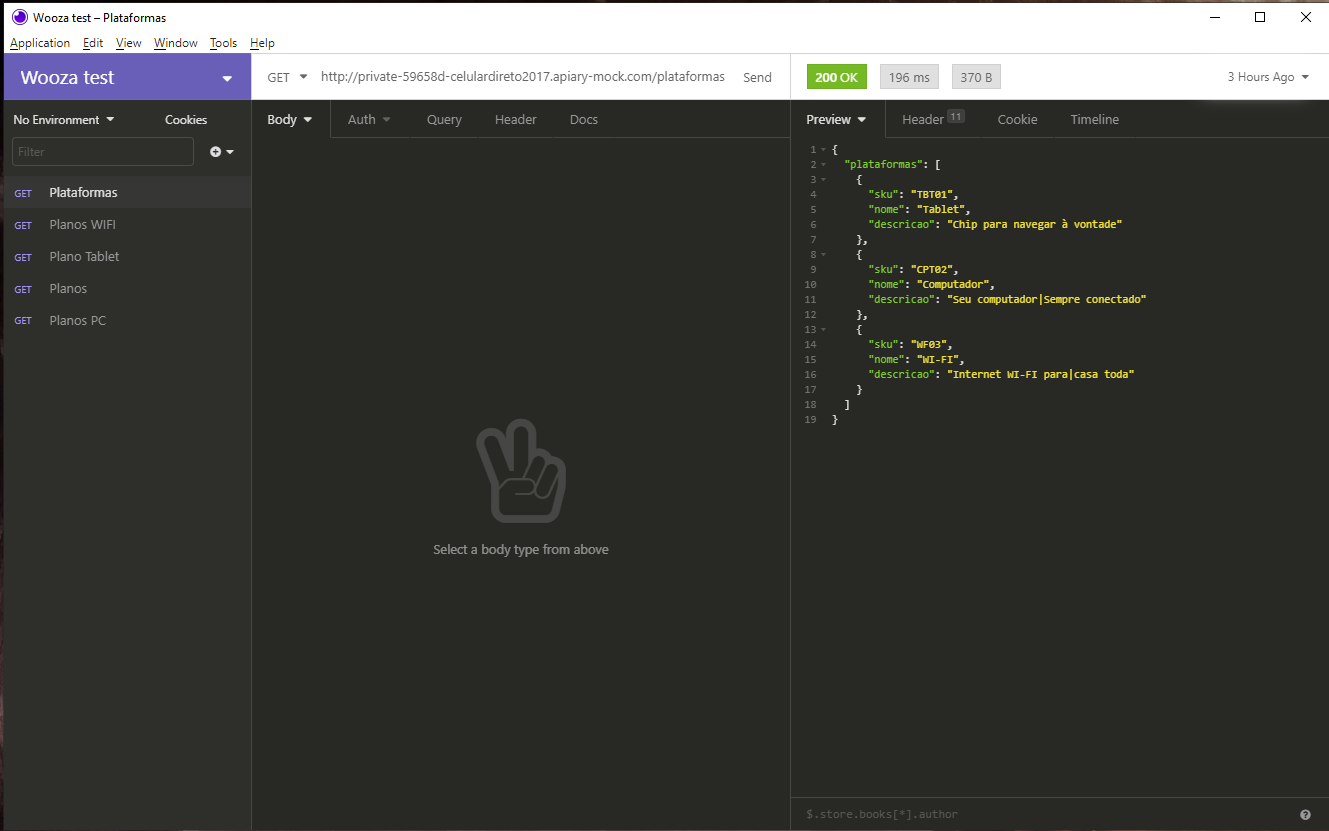 Wooza test – Plataformas
Application Edit View Window Tools Help
Wooza test
GET http://private-59658d-celulardireto2017.apiary-mock.com/plataformas Send
200 OK 196 ms 370 B 3 Hours Ago
No Environment Cookies
Filter
GET Plataformas
GET Planos WIFI
GET Plano Tablet
GET Planos
GET Planos PC
Body Auth Query Header Docs
Select a body type from above
Preview Header 11 Cookie Timeline
1 {
2 "plataformas": [
3 {
4 "sku": "TBT01",
5 "nome": "Tablet",
6 "descricao": "Chip para navegar à vontade"
7 },
8 {
9 "sku": "CPT02",
10 "nome": "Computador",
11 "descricao": "Seu computador|Sempre conectado"
12 },
13 {
14 "sku": "WF03",
15 "nome": "WI-FI",
16 "descricao": "Internet WI-FI para|casa toda"
17 }
18 ]
19 }
$.store.books[*].author